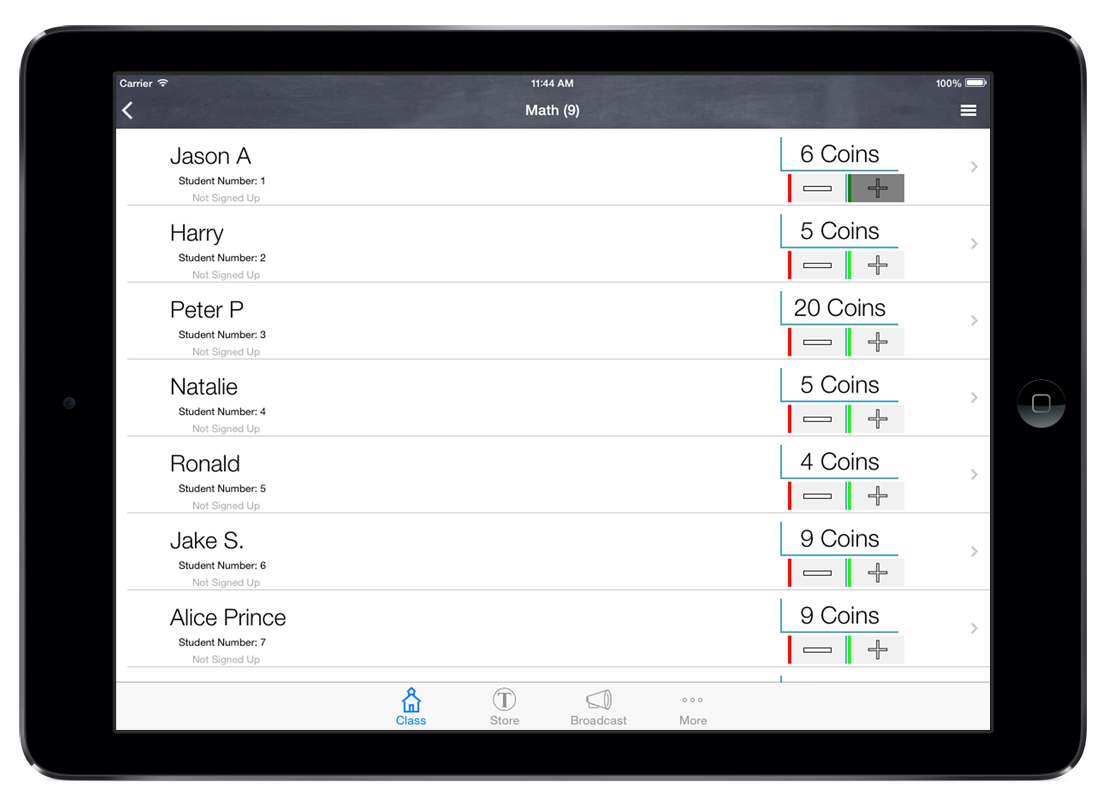 Carrier 11:44 AM 100%
Math (9)
Jason A 6 Coins
Student Number: 1
Not Signed Up
Harry 5 Coins
Student Number: 2
Not Signed Up
Peter P 20 Coins
Student Number: 3
Not Signed Up
Natalie 5 Coins
Student Number: 4
Not Signed Up
Ronald 4 Coins
Student Number: 5
Not Signed Up
Jake S. 9 Coins
Student Number: 6
Not Signed Up
Alice Prince 9 Coins
Student Number: 7
Not Signed Up
Class Store Broadcast More